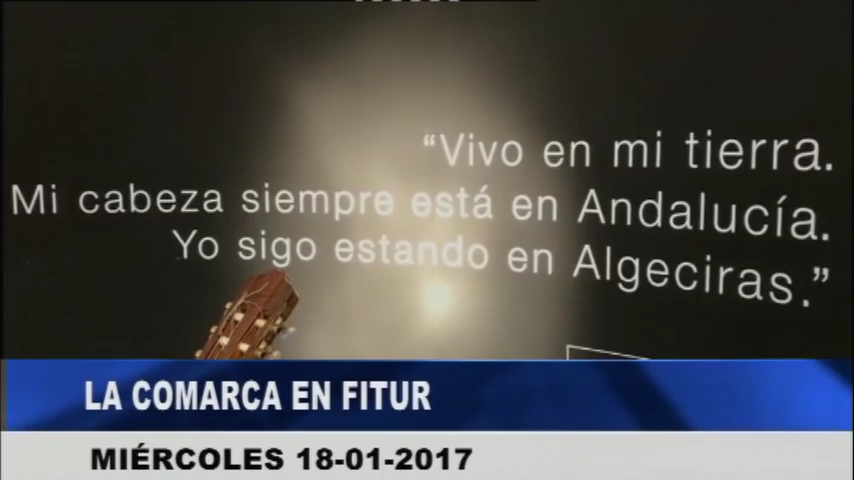 “Vivo en mi tierra.
Mi cabeza siempre está en Andalucía.
Yo sigo estando en Algeciras.”
LA COMARCA EN FITUR
MIÉRCOLES 18-01-2017